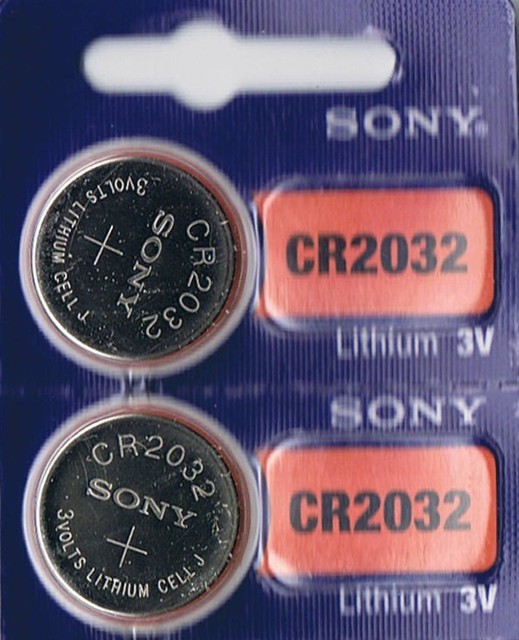 SONY®
CR2032
Lithium 3V
CR2032
SONY
+
3VOLTS LITHIUM CELL J
SONY
CR2032
Lithium 3V
CR2032
SONY
+
3VOLTS LITHIUM CELL J